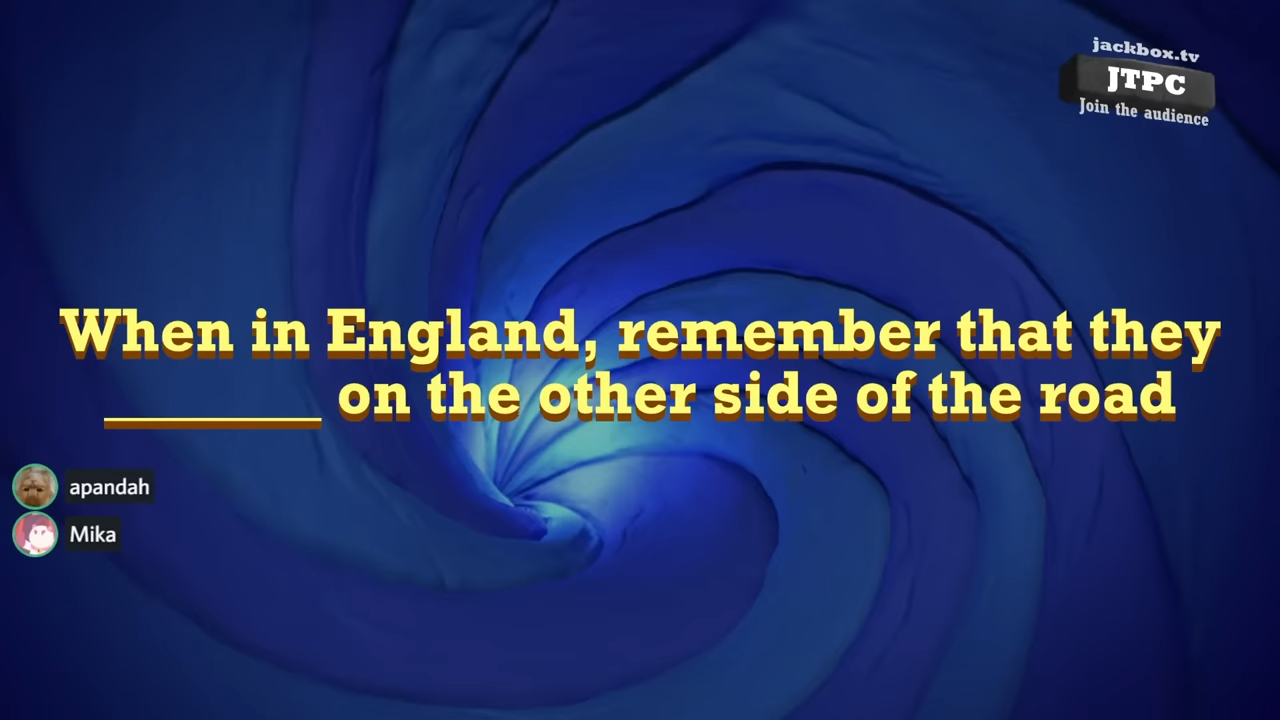 jackbox.tv
JTPC
Join the audience
When in England, remember that they
________ on the other side of the road
apandah
Mika